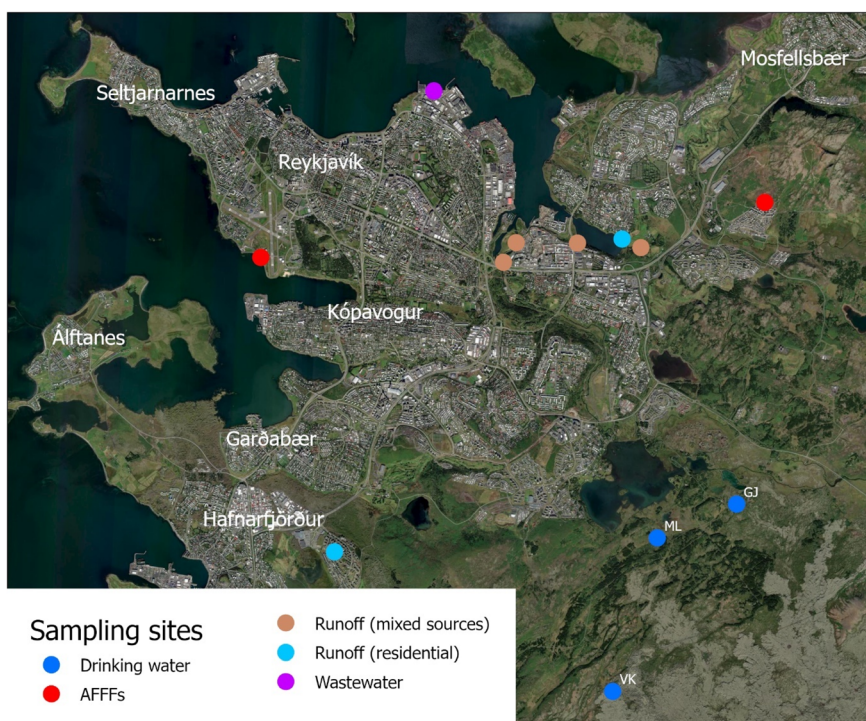 Mosfellsbær
Seltjarnarnes
Reykjavík
Kópavogur
Álftanes
Garðabær
Hafnarfjörður
GJ
ML
VK
Sampling sites
Drinking water
AFFFs
Runoff (mixed sources)
Runoff (residential)
Wastewater